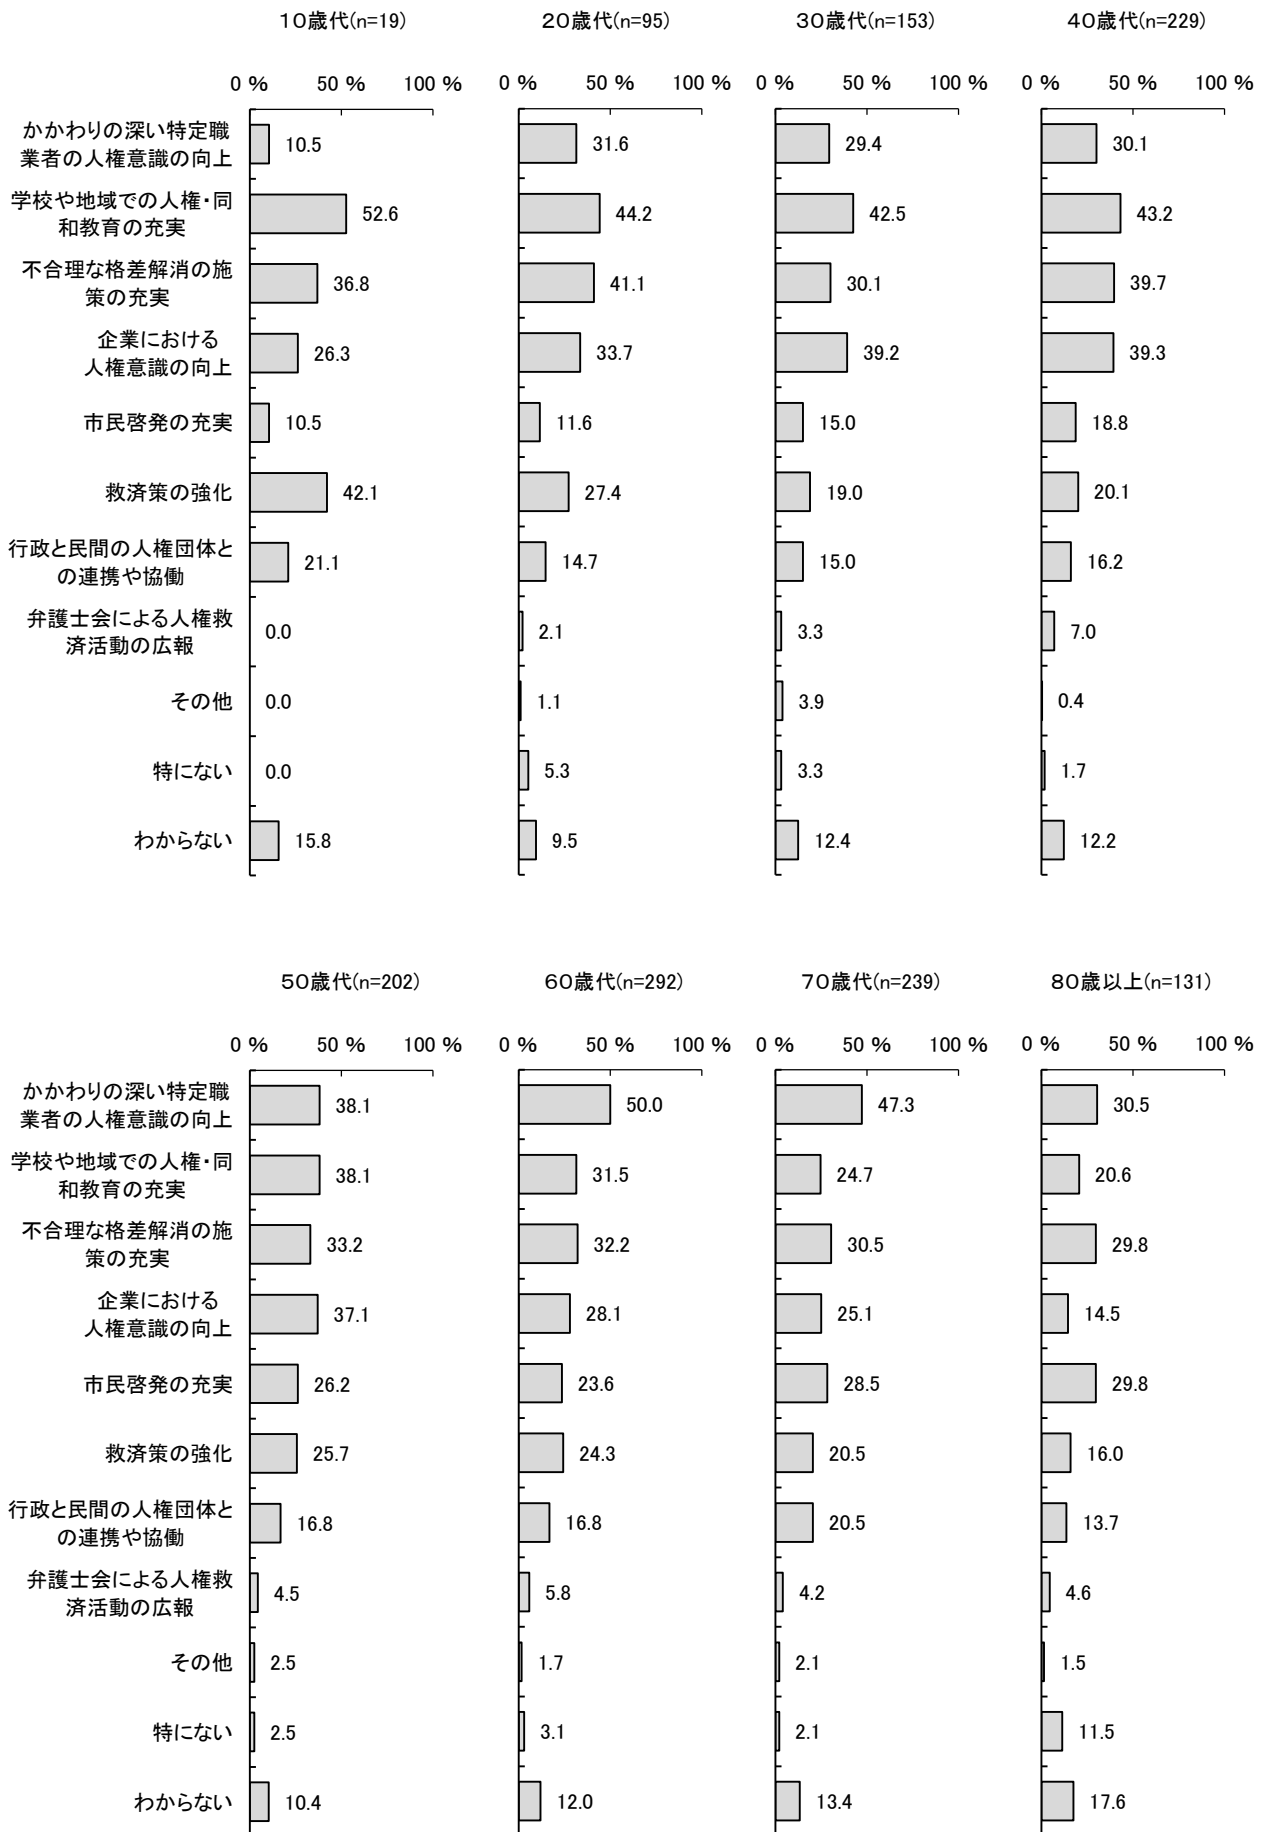 １０歳代(n=19) ２０歳代(n=95) ３０歳代(n=153) ４０歳代(n=229)
0 % 50 % 100 % 0 % 50 % 100 % 0 % 50 % 100 % 0 % 50 % 100 %
かかわりの深い特定職
業者の人権意識の向上 10.5 31.6 29.4 30.1
学校や地域での人権・同
和教育の充実 52.6 44.2 42.5 43.2
不合理な格差解消の施
策の充実 36.8 41.1 30.1 39.7
企業における
人権意識の向上 26.3 33.7 39.2 39.3
市民啓発の充実 10.5 11.6 15.0 18.8
救済策の強化 42.1 27.4 19.0 20.1
行政と民間の人権団体と
の連携や協働 21.1 14.7 15.0 16.2
弁護士会による人権救
済活動の広報 0.0 2.1 3.3 7.0
その他 0.0 1.1 3.9 0.4
特にない 0.0 5.3 3.3 1.7
わからない 15.8 9.5 12.4 12.2
５０歳代(n=202) ６０歳代(n=292) ７０歳代(n=239) ８０歳以上(n=131)
0 % 50 % 100 % 0 % 50 % 100 % 0 % 50 % 100 % 0 % 50 % 100 %
かかわりの深い特定職
業者の人権意識の向上 38.1 50.0 47.3 30.5
学校や地域での人権・同
和教育の充実 38.1 31.5 24.7 20.6
不合理な格差解消の施
策の充実 33.2 32.2 30.5 29.8
企業における
人権意識の向上 37.1 28.1 25.1 14.5
市民啓発の充実 26.2 23.6 28.5 29.8
救済策の強化 25.7 24.3 20.5 16.0
行政と民間の人権団体と
の連携や協働 16.8 16.8 20.5 13.7
弁護士会による人権救
済活動の広報 4.5 5.8 4.2 4.6
その他 2.5 1.7 2.1 1.5
特にない 2.5 3.1 2.1 11.5
わからない 10.4 12.0 13.4 17.6